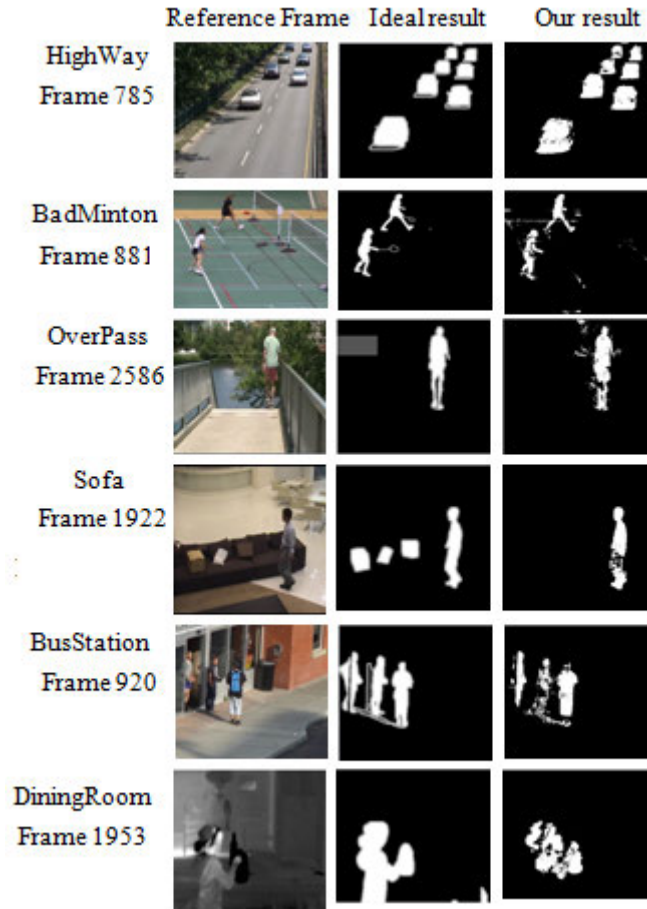 Reference Frame Ideal result Our result
HighWay
Frame 785
BadMinton
Frame 881
OverPass
Frame 2586
Sofa
Frame 1922
:
BusStation
Frame 920
DiningRoom
Frame 1953